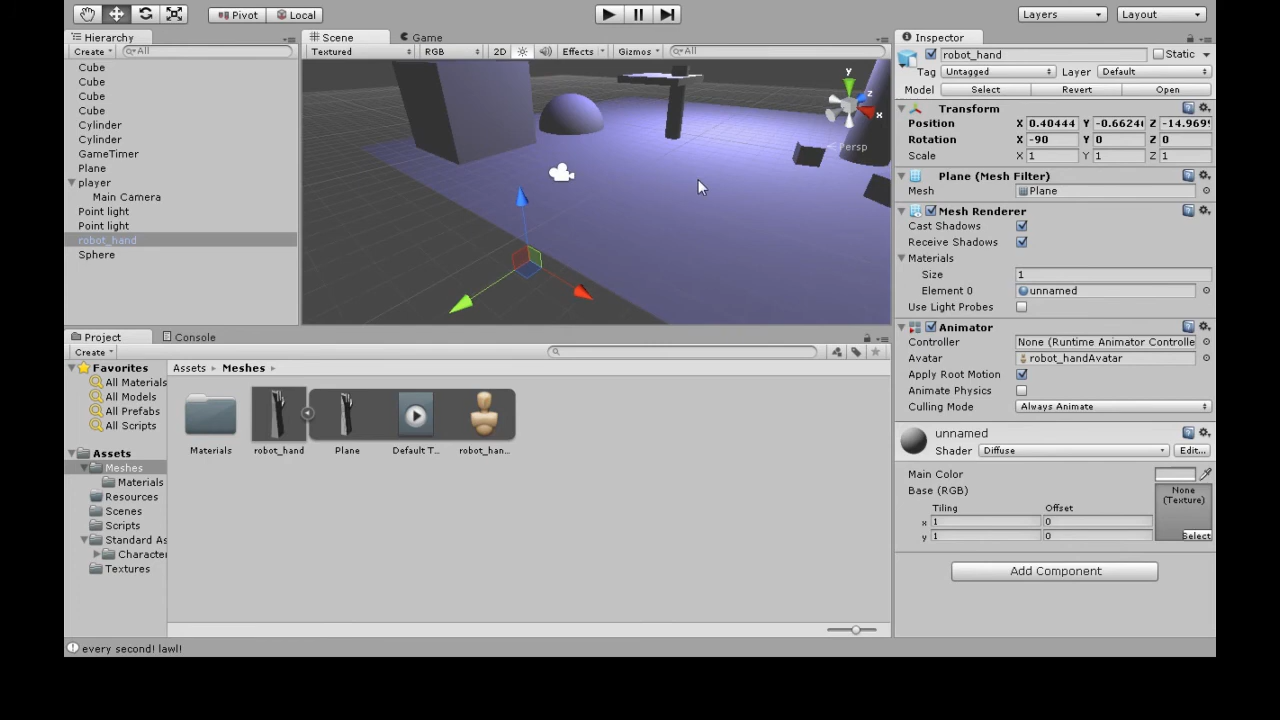 Pivot Local Layers Layout
Hierarchy
Create All
Cube
Cube
Cube
Cube
Cylinder
Cylinder
GameTimer
Plane
player
Main Camera
Point light
Point light
robot_hand
Sphere
Scene Game
Textured RGB 2D Effects Gizmos All
y
z
x
Persp
Inspector
robot_hand Static
Tag Untagged Layer Default
Model Select Revert Open
Transform
Position X 0.40444 Y -0.6624 Z -14.969
Rotation X -90 Y 0 Z 0
Scale X 1 Y 1 Z 1
Plane (Mesh Filter)
Mesh Plane
Mesh Renderer
Cast Shadows
Receive Shadows
Materials
Size 1
Element 0 unnamed
Use Light Probes
Animator
Controller None (Runtime Animator Controlle
Avatar robot_handAvatar
Apply Root Motion
Animate Physics
Culling Mode Always Animate
unnamed
Shader Diffuse Edit...
Main Color
Base (RGB) None
(Texture)
Tiling Offset
x 1 0
y 1 0
Select
Add Component
Project Console
Create
Favorites
All Materials
All Models
All Prefabs
All Scripts
Assets
Meshes
Materials
Resources
Scenes
Scripts
Standard As
Characte
Textures
Assets Meshes
Materials robot_hand Plane Default T... robot_han...
every second! lawl!